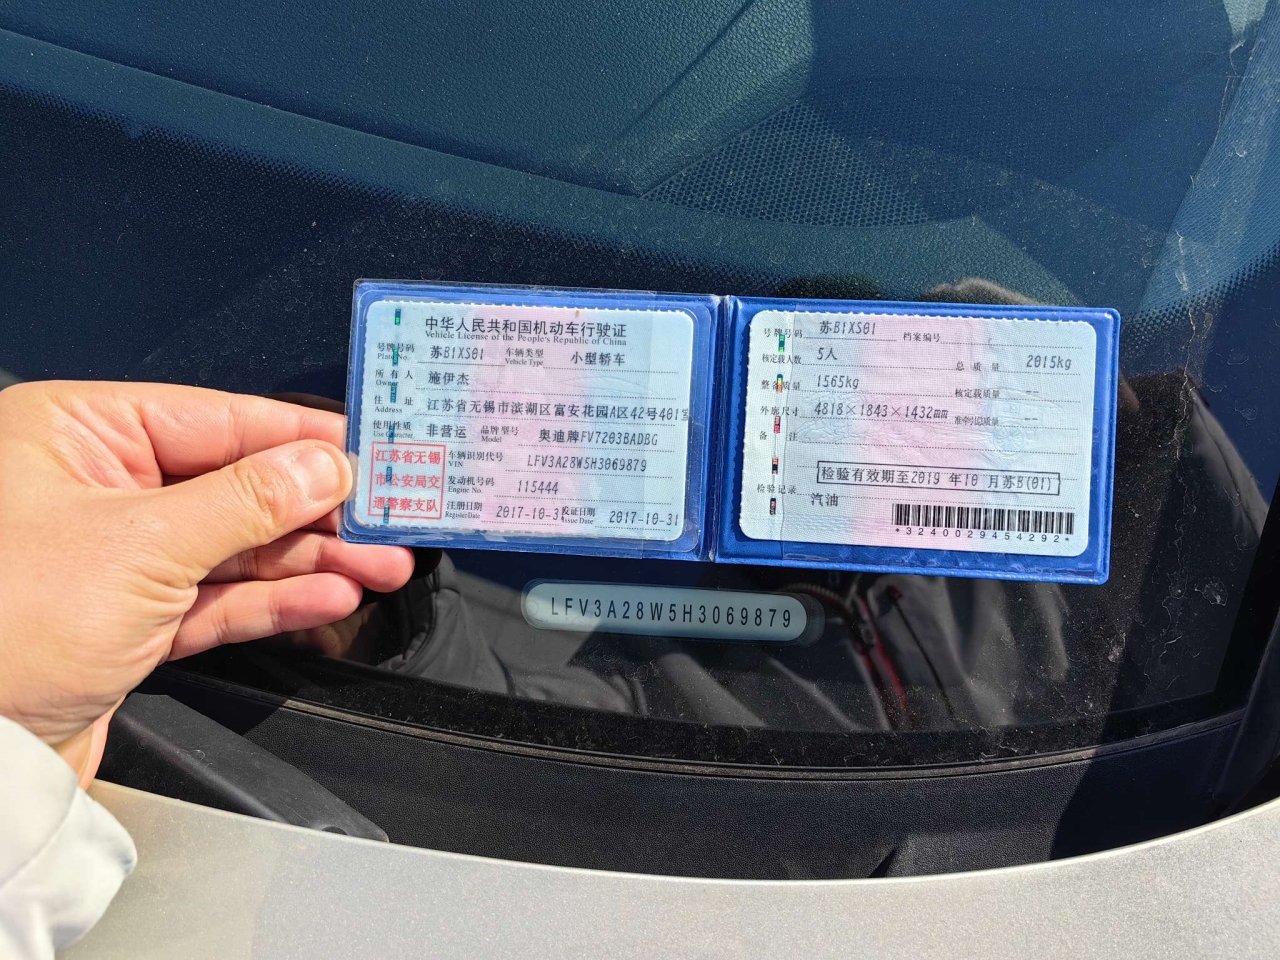 中华人民共和国机动车行驶证
Vehicle License of the People's Republic of China
号牌号码 苏B1XS01 车辆类型 小型轿车
Plate No. Vehicle Type
所有人 施伊杰
Owner
住址 江苏省无锡市滨湖区富安花园A区42号401室
Address
使用性质 非营运 品牌型号 奥迪牌FV7203BADBG
Use Character Model
江苏省无锡
市公安局交
通警察支队
车辆识别代号 LFV3A28W5H3069879
VIN
发动机号码 115444
Engine No.
注册日期 2017-10-31 发证日期 2017-10-31
Register Date Issue Date
号牌号码 苏B1XS01 档案编号
核定载人数 5人 总质量 2015kg
整备质量 1565kg 核定载质量 --
外廓尺寸 4818×1843×1432mm 准牵引总质量 --
备注
检验有效期至2019年10月苏B(01)
检验记录
汽油
*3240029454292*
LFV3A28W5H3069879